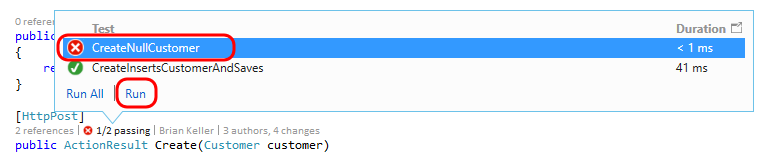 0 referen
public
Test Duration
{
CreateNullCustomer < 1 ms
re
CreateInsertsCustomerAndSaves 41 ms
}
Run All | Run
[HttpPost]
2 references | 1/2 passing | Brian Keller | 3 authors, 4 changes
public ActionResult Create(Customer customer)